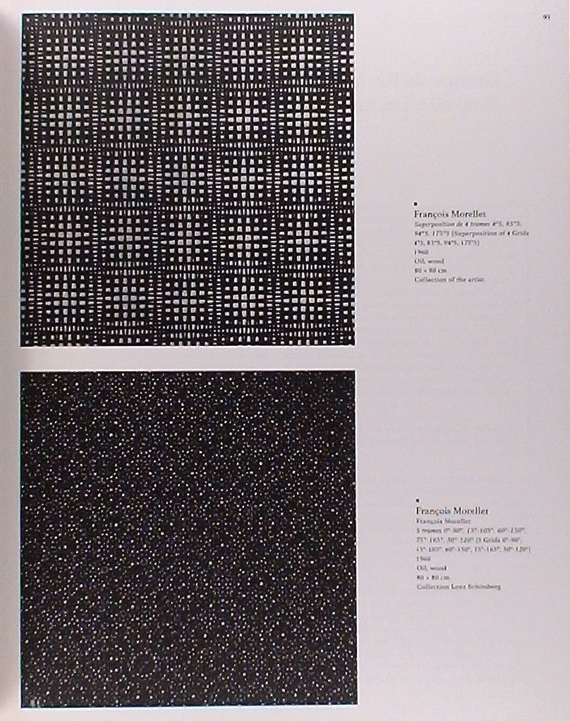 97
François Morellet
Superposition de 4 trames 4°5, 85°5,
94°5, 175°5 [Superposition of 4 Grids
4°5, 85°5, 94°5, 175°5]
1960
Oil, wood
80 × 80 cm
Collection of the artist
François Morellet
François Morellet
5 trames 0°-90°, 15°-105°, 60°-150°,
75°-165°, 30°-120° [5 Grids 0°-90°,
15°-105°, 60°-150°, 75°-165°, 30°-120°]
1960
Oil, wood
80 × 80 cm
Collection Lenz Schönberg